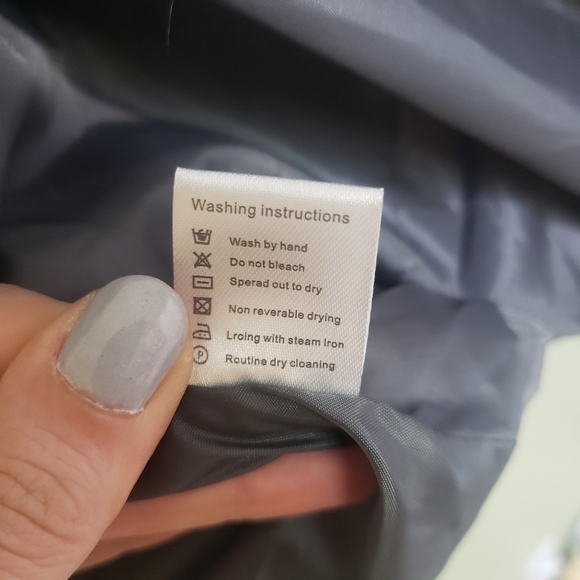 Washing instructions
Wash by hand
Do not bleach
Sperad out to dry
Non reverable drying
Lroing with steam Iron
P Routine dry cloaning